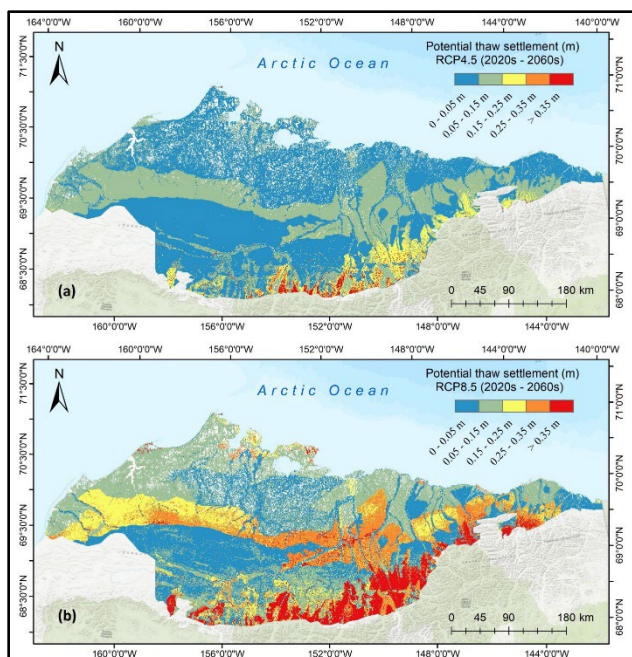 164°0'0"W 160°0'0"W 156°0'0"W 152°0'0"W 148°0'0"W 144°0'0"W 140°0'0"W
N
Arctic Ocean
Potential thaw settlement (m)
RCP4.5 (2020s - 2060s)
0 - 0.05 m
0.05 - 0.15 m
0.15 - 0.25 m
0.25 - 0.35 m
> 0.35 m
71°30'0"N
70°30'0"N
69°30'0"N
68°30'0"N
71°0'0"N
70°0'0"N
69°0'0"N
68°0'0"N
(a)
0 45 90 180 km
160°0'0"W 156°0'0"W 152°0'0"W 148°0'0"W 144°0'0"W
164°0'0"W 160°0'0"W 156°0'0"W 152°0'0"W 148°0'0"W 144°0'0"W 140°0'0"W
N
Arctic Ocean
Potential thaw settlement (m)
RCP8.5 (2020s - 2060s)
0 - 0.05 m
0.05 - 0.15 m
0.15 - 0.25 m
0.25 - 0.35 m
> 0.35 m
71°30'0"N
70°30'0"N
69°30'0"N
68°30'0"N
71°0'0"N
70°0'0"N
69°0'0"N
68°0'0"N
(b)
0 45 90 180 km
160°0'0"W 156°0'0"W 152°0'0"W 148°0'0"W 144°0'0"W